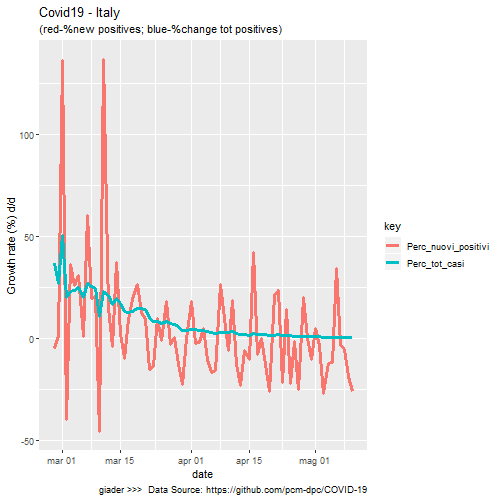 Covid19 - Italy
(red-%new positives; blue-%change tot positives)
Growth rate (%) d/d
100
50
0
-50
mar 01
mar 15
apr 01
apr 15
mag 01
date
key
Perc_nuovi_positivi
Perc_tot_casi
giader >>>  Data Source: https://github.com/pcm-dpc/COVID-19